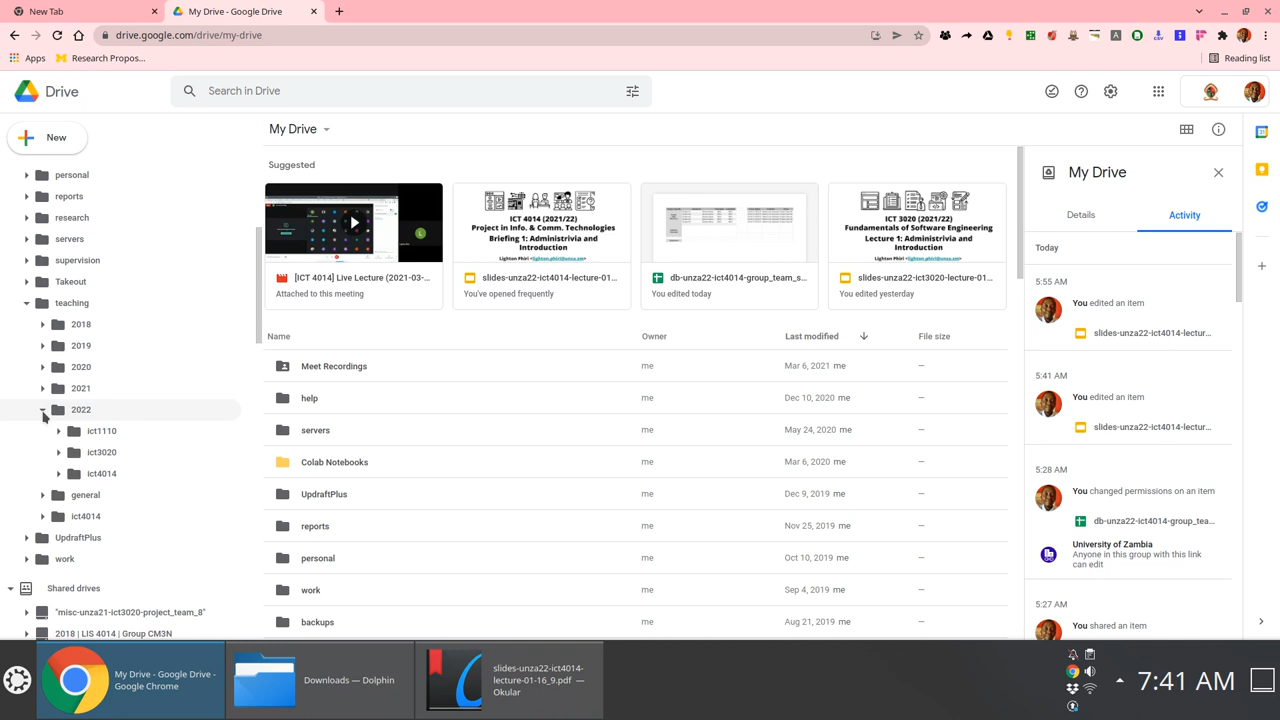 New Tab
My Drive - Google Drive
drive.google.com/drive/my-drive
Apps
Research Propos...
Reading list
Drive
Search in Drive
New
personal
reports
research
servers
supervision
Takeout
teaching
2018
2019
2020
2021
2022
ict1110
ict3020
ict4014
general
ict4014
UpdraftPlus
work
Shared drives
"misc-unza21-ict3020-project_team_8"
2018 | LIS 4014 | Group CM3N
My Drive
Suggested
[ICT 4014] Live Lecture (2021-03-...
Attached to this meeting
ICT 4014 (2021/22)
Project in Info. & Comm. Technologies
Briefing 1: Administrivia and
Introduction
Lighton Phiri <lighton.phiri@unza.zm>
slides-unza22-ict4014-lecture-01...
You've opened frequently
db-unza22-ict4014-group_team_s...
You edited today
ICT 3020 (2021/22)
Fundamentals of Software Engineering
Lecture 1: Administrivia and
Introduction
Lighton Phiri <lighton.phiri@unza.zm>
slides-unza22-ict3020-lecture-01...
You edited yesterday
Name Owner Last modified File size
Meet Recordings me Mar 6, 2021 me —
help me Dec 10, 2020 me —
servers me May 24, 2020 me —
Colab Notebooks me Mar 6, 2020 me —
UpdraftPlus me Dec 9, 2019 me —
reports me Nov 25, 2019 me —
personal me Oct 10, 2019 me —
work me Sep 4, 2019 me —
backups me Aug 21, 2019 me —
My Drive
Details Activity
Today
5:55 AM
You edited an item
slides-unza22-ict4014-lectur...
5:41 AM
You edited an item
slides-unza22-ict4014-lectur...
5:28 AM
You changed permissions on an item
db-unza22-ict4014-group_tea...
University of Zambia
Anyone in this group with this link
can edit
5:27 AM
You shared an item
My Drive - Google Drive -
Google Chrome
Downloads — Dolphin
slides-unza22-ict4014-
lecture-01-16_9.pdf —
Okular
7:41 AM